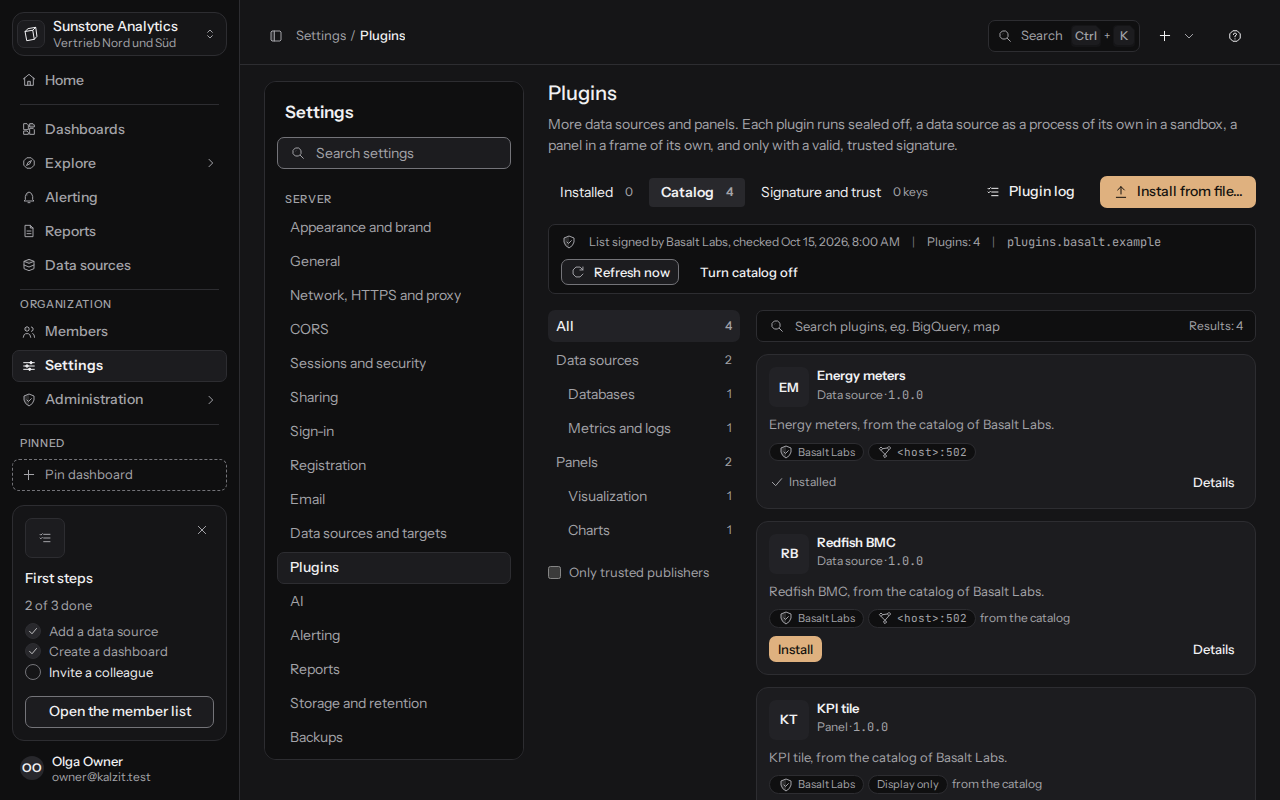 Sunstone Analytics
Vertrieb Nord und Süd
Home
Dashboards
Explore
Alerting
Reports
Data sources
ORGANIZATION
Members
Settings
Administration
PINNED
Pin dashboard
First steps
2 of 3 done
Add a data source
Create a dashboard
Invite a colleague
Open the member list
OO
Olga Owner
owner@kalzit.test
Settings / Plugins
Search Ctrl + K
Settings
Search settings
SERVER
Appearance and brand
General
Network, HTTPS and proxy
CORS
Sessions and security
Sharing
Sign-in
Registration
Email
Data sources and targets
Plugins
AI
Alerting
Reports
Storage and retention
Backups
Plugins
More data sources and panels. Each plugin runs sealed off, a data source as a process of its own in a sandbox, a
panel in a frame of its own, and only with a valid, trusted signature.
Installed 0 Catalog 4 Signature and trust 0 keys Plugin log Install from file…
List signed by Basalt Labs, checked Oct 15, 2026, 8:00 AM | Plugins: 4 | plugins.basalt.example
Refresh now Turn catalog off
All 4
Data sources 2
Databases 1
Metrics and logs 1
Panels 2
Visualization 1
Charts 1
Only trusted publishers
Search plugins, e.g. BigQuery, map Results: 4
EM
Energy meters
Data source · 1.0.0
Energy meters, from the catalog of Basalt Labs.
Basalt Labs <host>:502
Installed Details
RB
Redfish BMC
Data source · 1.0.0
Redfish BMC, from the catalog of Basalt Labs.
Basalt Labs <host>:502 from the catalog
Install Details
KT
KPI tile
Panel · 1.0.0
KPI tile, from the catalog of Basalt Labs.
Basalt Labs Display only from the catalog